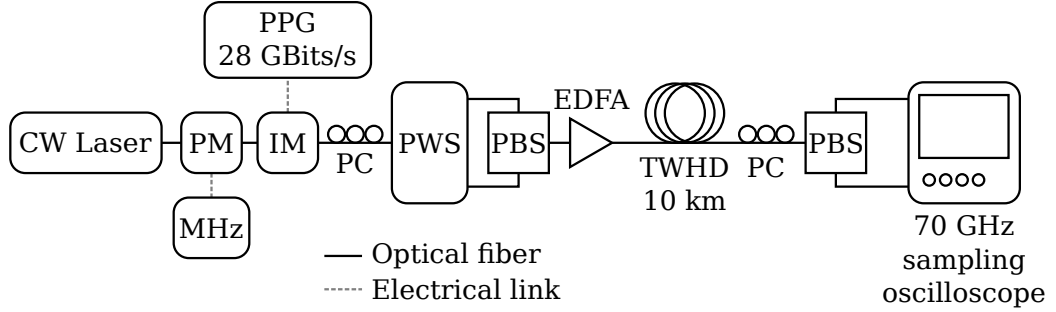 PPG
28 GBits/s
CW Laser
PM
IM
PC
PWS
PBS
EDFA
TWHD
10 km
PC
PBS
MHz
70 GHz
sampling
oscilloscope
Optical fiber
Electrical link